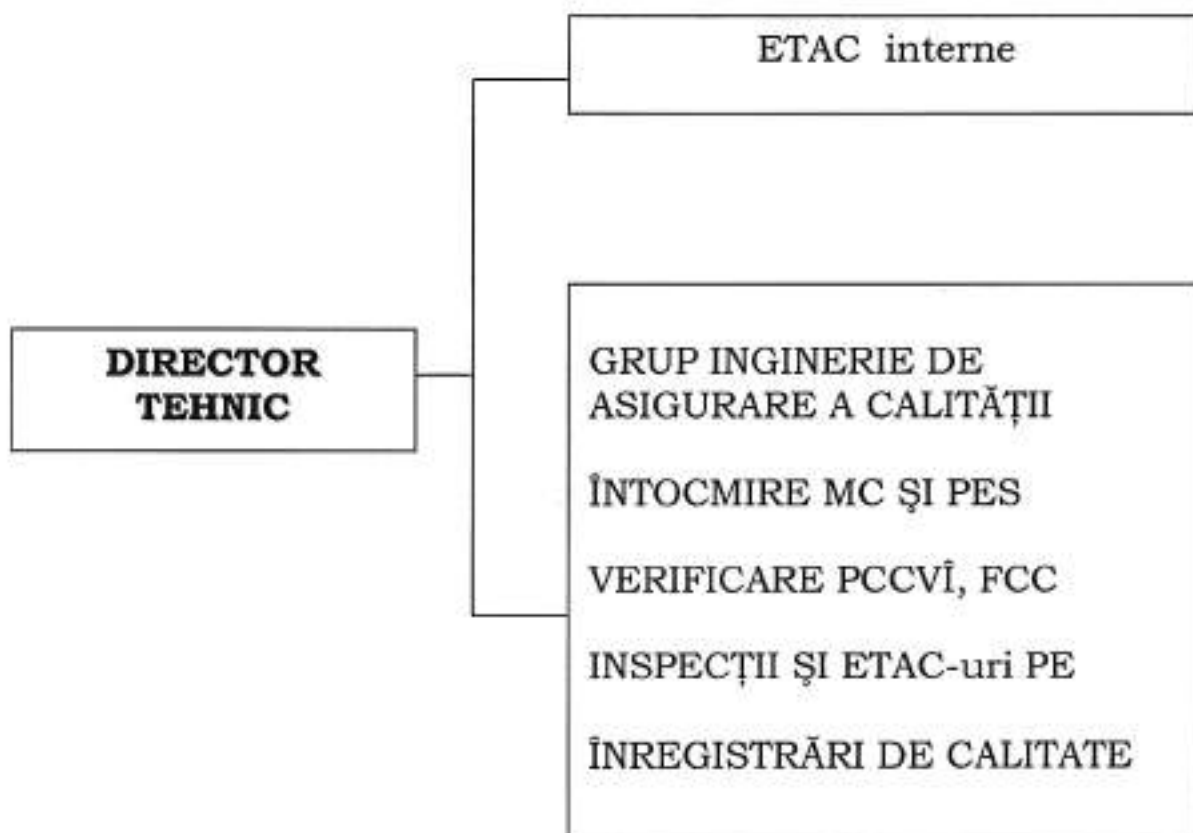 ETAC interne
DIRECTOR
TEHNIC
GRUP INGINERIE DE
ASIGURARE A CALITĂȚII
ÎNTOCMIRE MC ŞI PES
VERIFICARE PCCVÎ, FCC
INSPECȚII ŞI ETAC-uri PE
ÎNREGISTRĂRI DE CALITATE